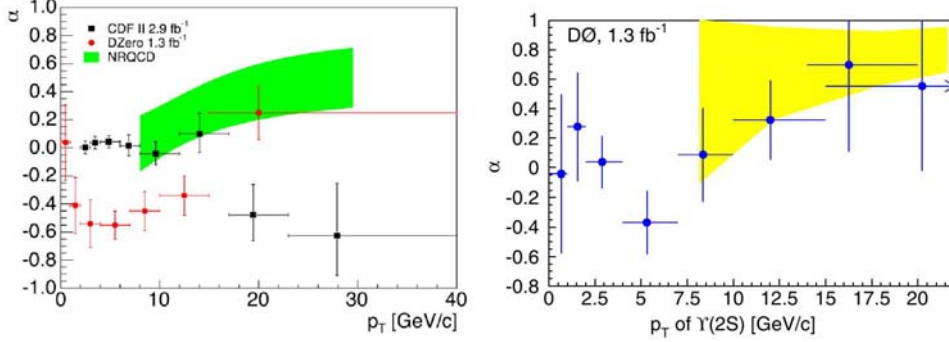 α
CDF II 2.9 fb⁻¹
DZero 1.3 fb⁻¹
NRQCD
1.0
0.8
0.6
0.4
0.2
0.0
-0.2
-0.4
-0.6
-0.8
-1.0
0 10 20 30 40
p_T [GeV/c]
DØ, 1.3 fb⁻¹
α
1
0.8
0.6
0.4
0.2
0
-0.2
-0.4
-0.6
-0.8
0 2.5 5 7.5 10 12.5 15 17.5 20
p_T of ϒ(2S) [GeV/c]